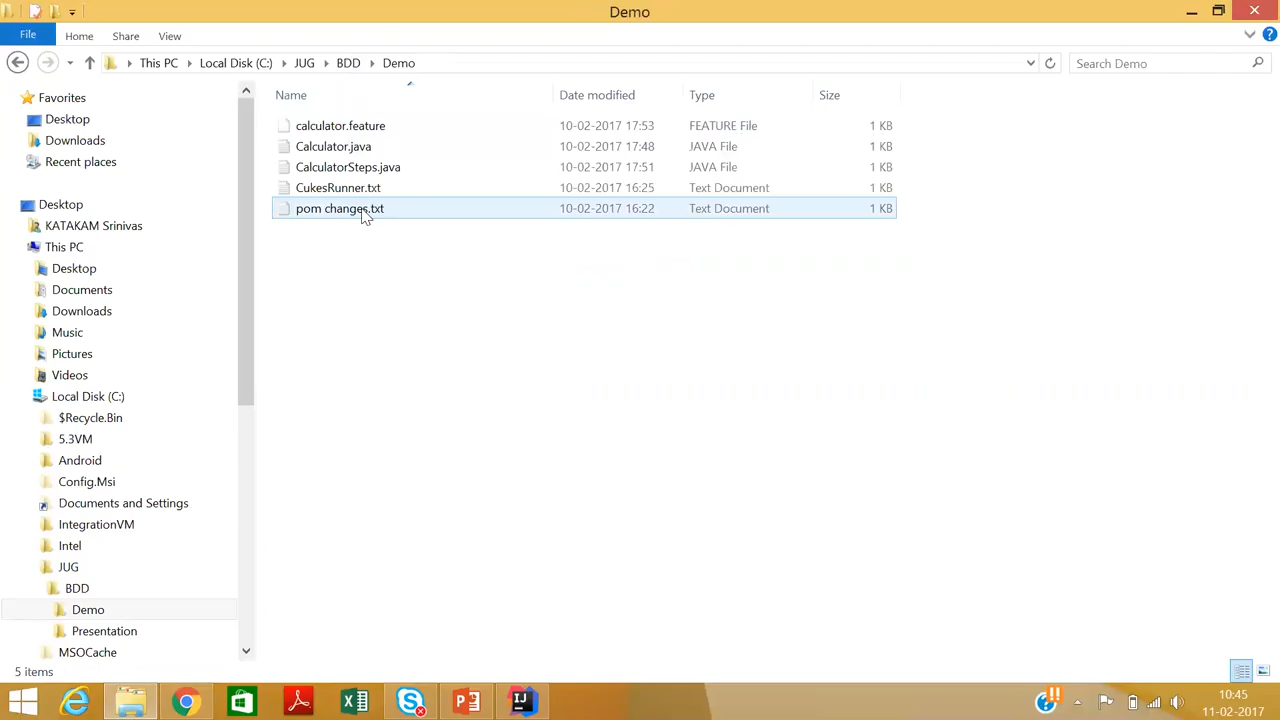 Demo
File Home Share View
This PC Local Disk (C:) JUG BDD Demo
Search Demo
Name Date modified Type Size
calculator.feature 10-02-2017 17:53 FEATURE File 1 KB
Calculator.java 10-02-2017 17:48 JAVA File 1 KB
CalculatorSteps.java 10-02-2017 17:51 JAVA File 1 KB
CukesRunner.txt 10-02-2017 16:25 Text Document 1 KB
pom changes.txt 10-02-2017 16:22 Text Document 1 KB
Favorites
Desktop
Downloads
Recent places
Desktop
KATAKAM Srinivas
This PC
Desktop
Documents
Downloads
Music
Pictures
Videos
Local Disk (C:)
$Recycle.Bin
5.3VM
Android
Config.Msi
Documents and Settings
IntegrationVM
Intel
JUG
BDD
Demo
Presentation
MSOCache
5 items
10:45
11-02-2017